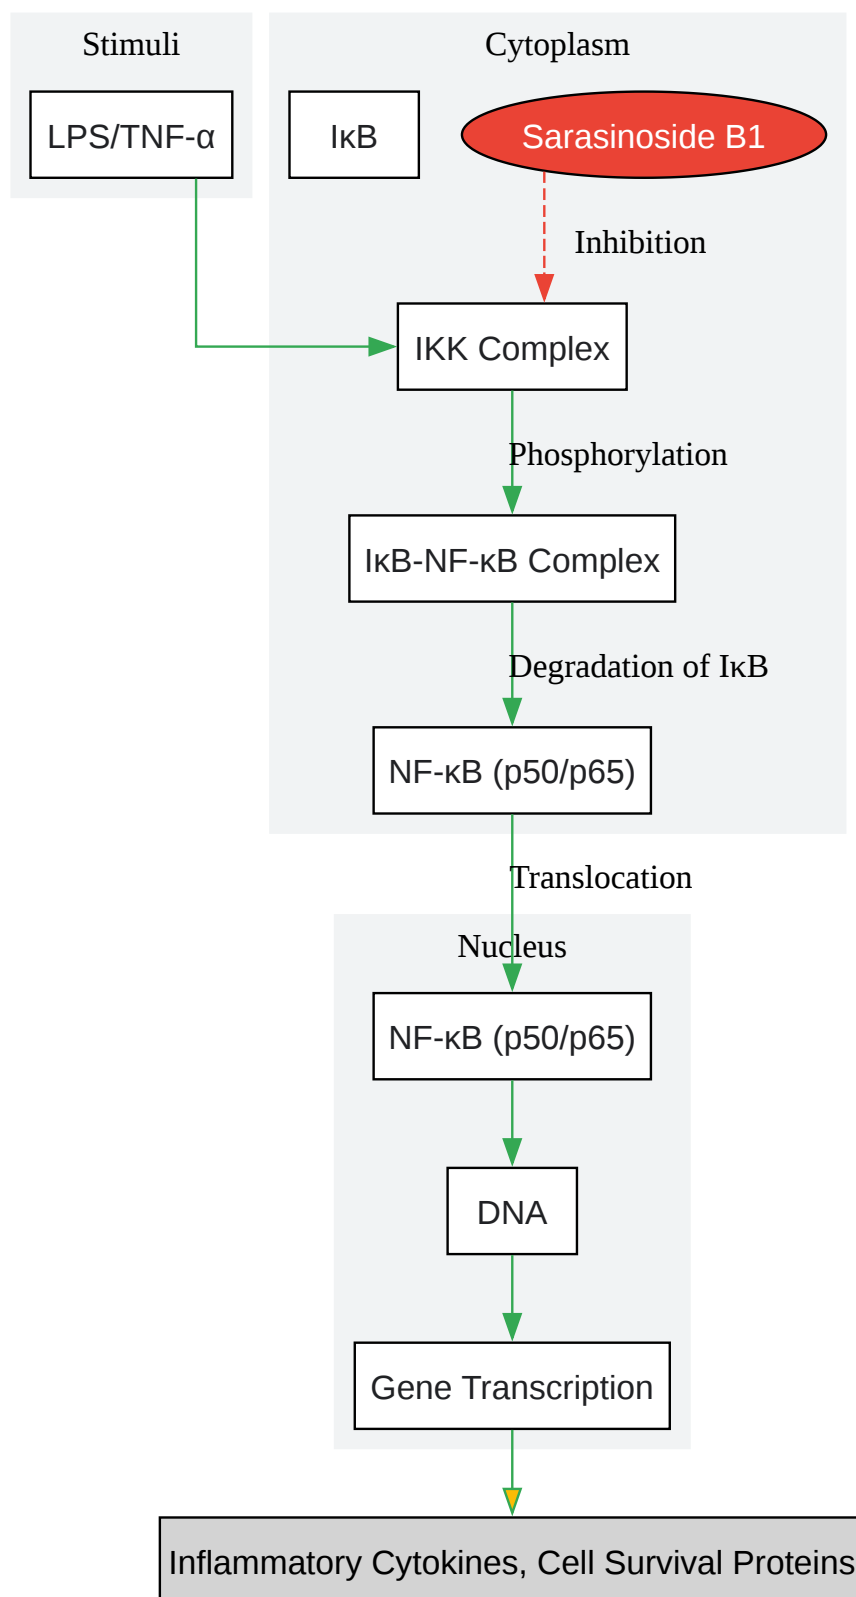 Stimuli
Cytoplasm
LPS/TNF-α
IκB
Sarasinoside B1
Inhibition
IKK Complex
Phosphorylation
IκB-NF-κB Complex
Degradation of IκB
NF-κB (p50/p65)
Translocation
Nucleus
NF-κB (p50/p65)
DNA
Gene Transcription
Inflammatory Cytokines, Cell Survival Proteins